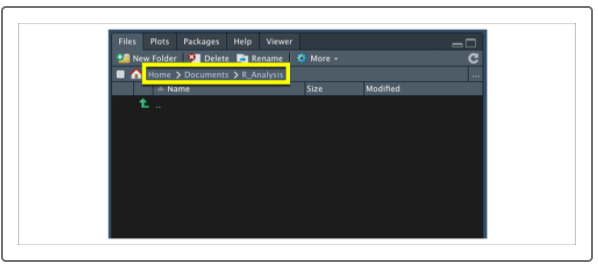 Files Plots Packages Help Viewer
New Folder Delete Rename More
Home Documents R_Analysis ...
Name Size Modified
..